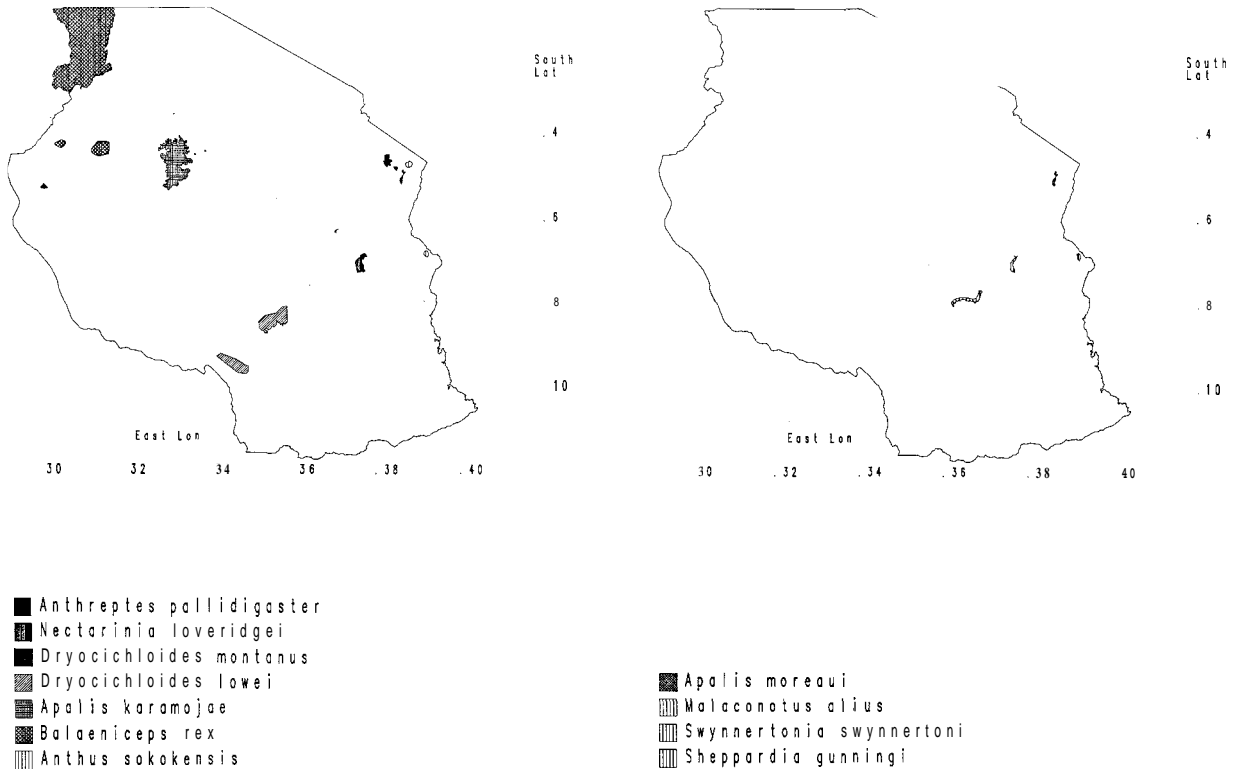 South
Lat
. 4
. 6
8
10
East Lon
30 32 34 36 . 38 . 40
Anthreptes pallidigaster
Nectarinia loveridgei
Dryocichloides montanus
Dryocichloides lowei
Apalis karamojae
Balaeniceps rex
Anthus sokokensis
South
Lat
. 4
. 6
. 8
. 10
East Lon
30 . 32 . 34 . 36 . 38 40
Apalis moreaui
Malaconotus alius
Swynnertonia swynnertoni
Sheppardia gunningi